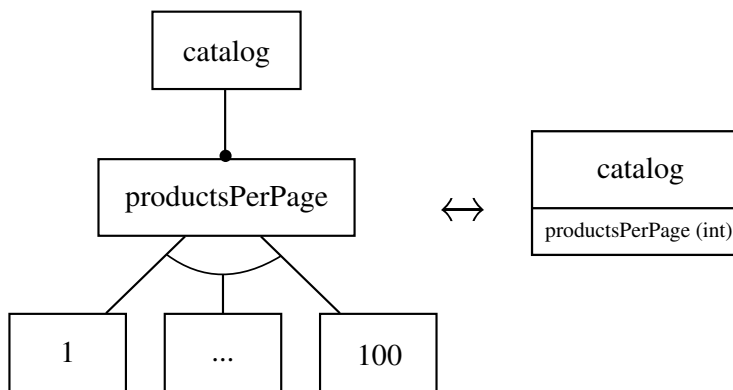 catalog
productsPerPage
1
...
100
catalog
productsPerPage (int)